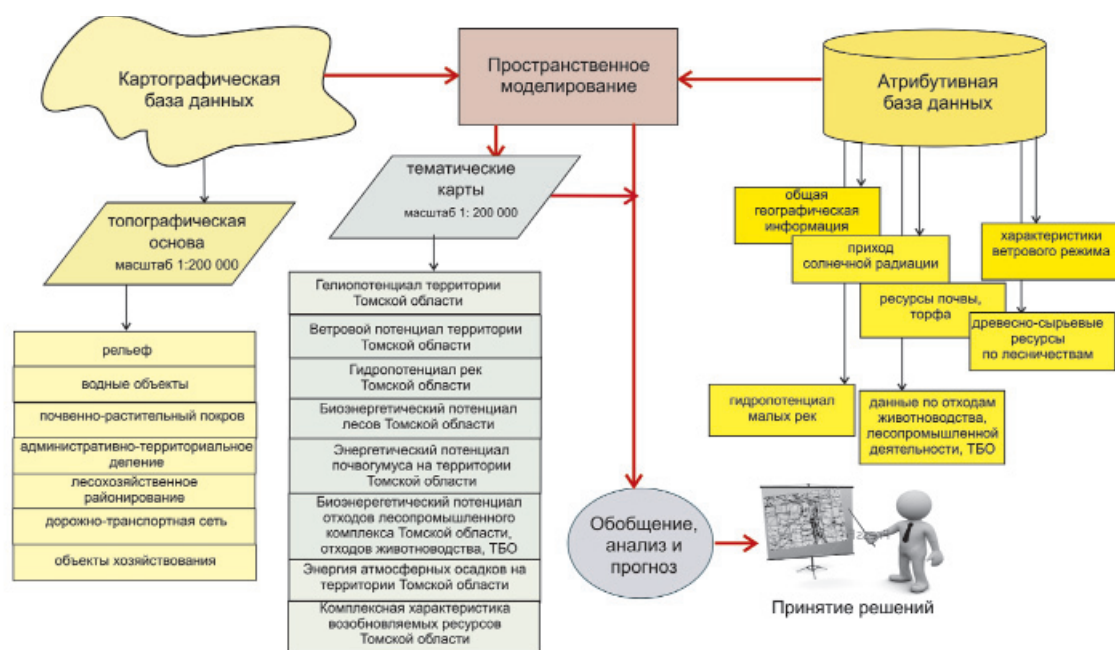 Картографическая
база данных
Пространственное
моделирование
Атрибутивная
база данных
топографическая
основа
масштаб 1:200 000
рельеф
водные объекты
почвенно-растительный покров
административно-территориальное
деление
лесохозяйственное
районирование
дорожно-транспортная сеть
объекты хозяйствования
тематические
карты
масштаб 1: 200 000
Гелиопотенциал территории
Томской области
Ветровой потенциал территории
Томской области
Гидропотенциал рек
Томской области
Биоэнергетический потенциал
лесов Томской области
Энергетический потенциал
почвогумуса на территории
Томской области
Биоэнергетический потенциал
отходов лесопромышленного
комплекса Томской области,
отходов животноводства, ТБО
Энергия атмосферных осадков на
территории Томской области
Комплексная характеристика
возобновляемых ресурсов
Томской области
общая
географическая
информация
приход
солнечной радиации
характеристики
ветрового режима
ресурсы почвы,
торфа
древесно-сырьевые
ресурсы
по лесничествам
гидропотенциал
малых рек
данные по отходам
животноводства,
лесопромышленной
деятельности, ТБО
Обобщение,
анализ и
прогноз
Принятие решений